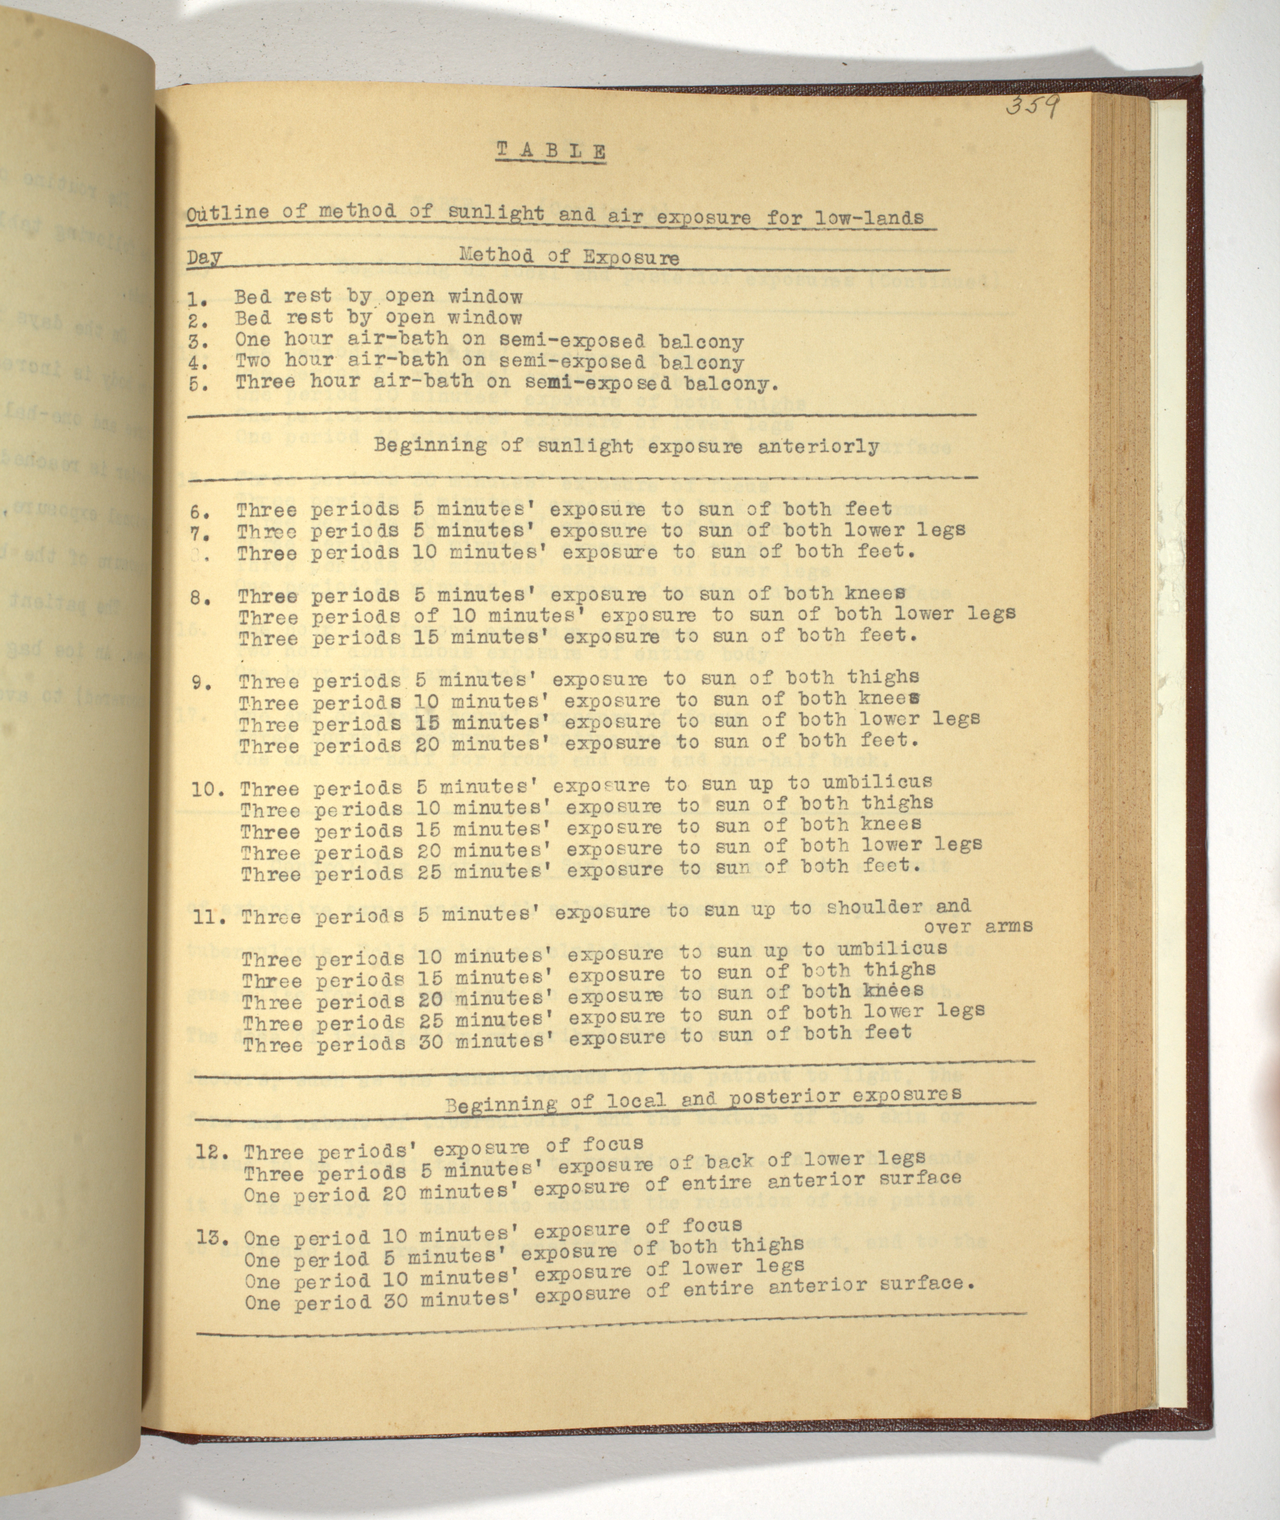 359
T A B L E
Outline of method of sunlight and air exposure for low-lands
Day Method of Exposure
1. Bed rest by open window
2. Bed rest by open window
3. One hour air-bath on semi-exposed balcony
4. Two hour air-bath on semi-exposed balcony
5. Three hour air-bath on semi-exposed balcony.
Beginning of sunlight exposure anteriorly
6. Three periods 5 minutes' exposure to sun of both feet
7. Three periods 5 minutes' exposure to sun of both lower legs
Three periods 10 minutes' exposure to sun of both feet.
8. Three periods 5 minutes' exposure to sun of both knees
Three periods of 10 minutes' exposure to sun of both lower legs
Three periods 15 minutes' exposure to sun of both feet.
9. Three periods 5 minutes' exposure to sun of both thighs
Three periods 10 minutes' exposure to sun of both knees
Three periods 15 minutes' exposure to sun of both lower legs
Three periods 20 minutes' exposure to sun of both feet.
10. Three periods 5 minutes' exposure to sun up to umbilicus
Three periods 10 minutes' exposure to sun of both thighs
Three periods 15 minutes' exposure to sun of both knees
Three periods 20 minutes' exposure to sun of both lower legs
Three periods 25 minutes' exposure to sun of both feet.
11. Three periods 5 minutes' exposure to sun up to shoulder and
over arms
Three periods 10 minutes' exposure to sun up to umbilicus
Three periods 15 minutes' exposure to sun of both thighs
Three periods 20 minutes' exposure to sun of both knees
Three periods 25 minutes' exposure to sun of both lower legs
Three periods 30 minutes' exposure to sun of both feet
Beginning of local and posterior exposures
12. Three periods' exposure of focus
Three periods 5 minutes' exposure of back of lower legs
One period 20 minutes' exposure of entire anterior surface
13. One period 10 minutes' exposure of focus
One period 5 minutes' exposure of both thighs
One period 10 minutes' exposure of lower legs
One period 30 minutes' exposure of entire anterior surface.